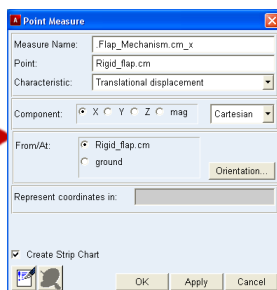 Point Measure
Measure Name: .Flap_Mechanism.cm_x
Point: Rigid_flap.cm
Characteristic: Translational displacement
Component: X Y Z mag Cartesian
From/At: Rigid_flap.cm
ground
Orientation...
Represent coordinates in:
Create Strip Chart
OK Apply Cancel